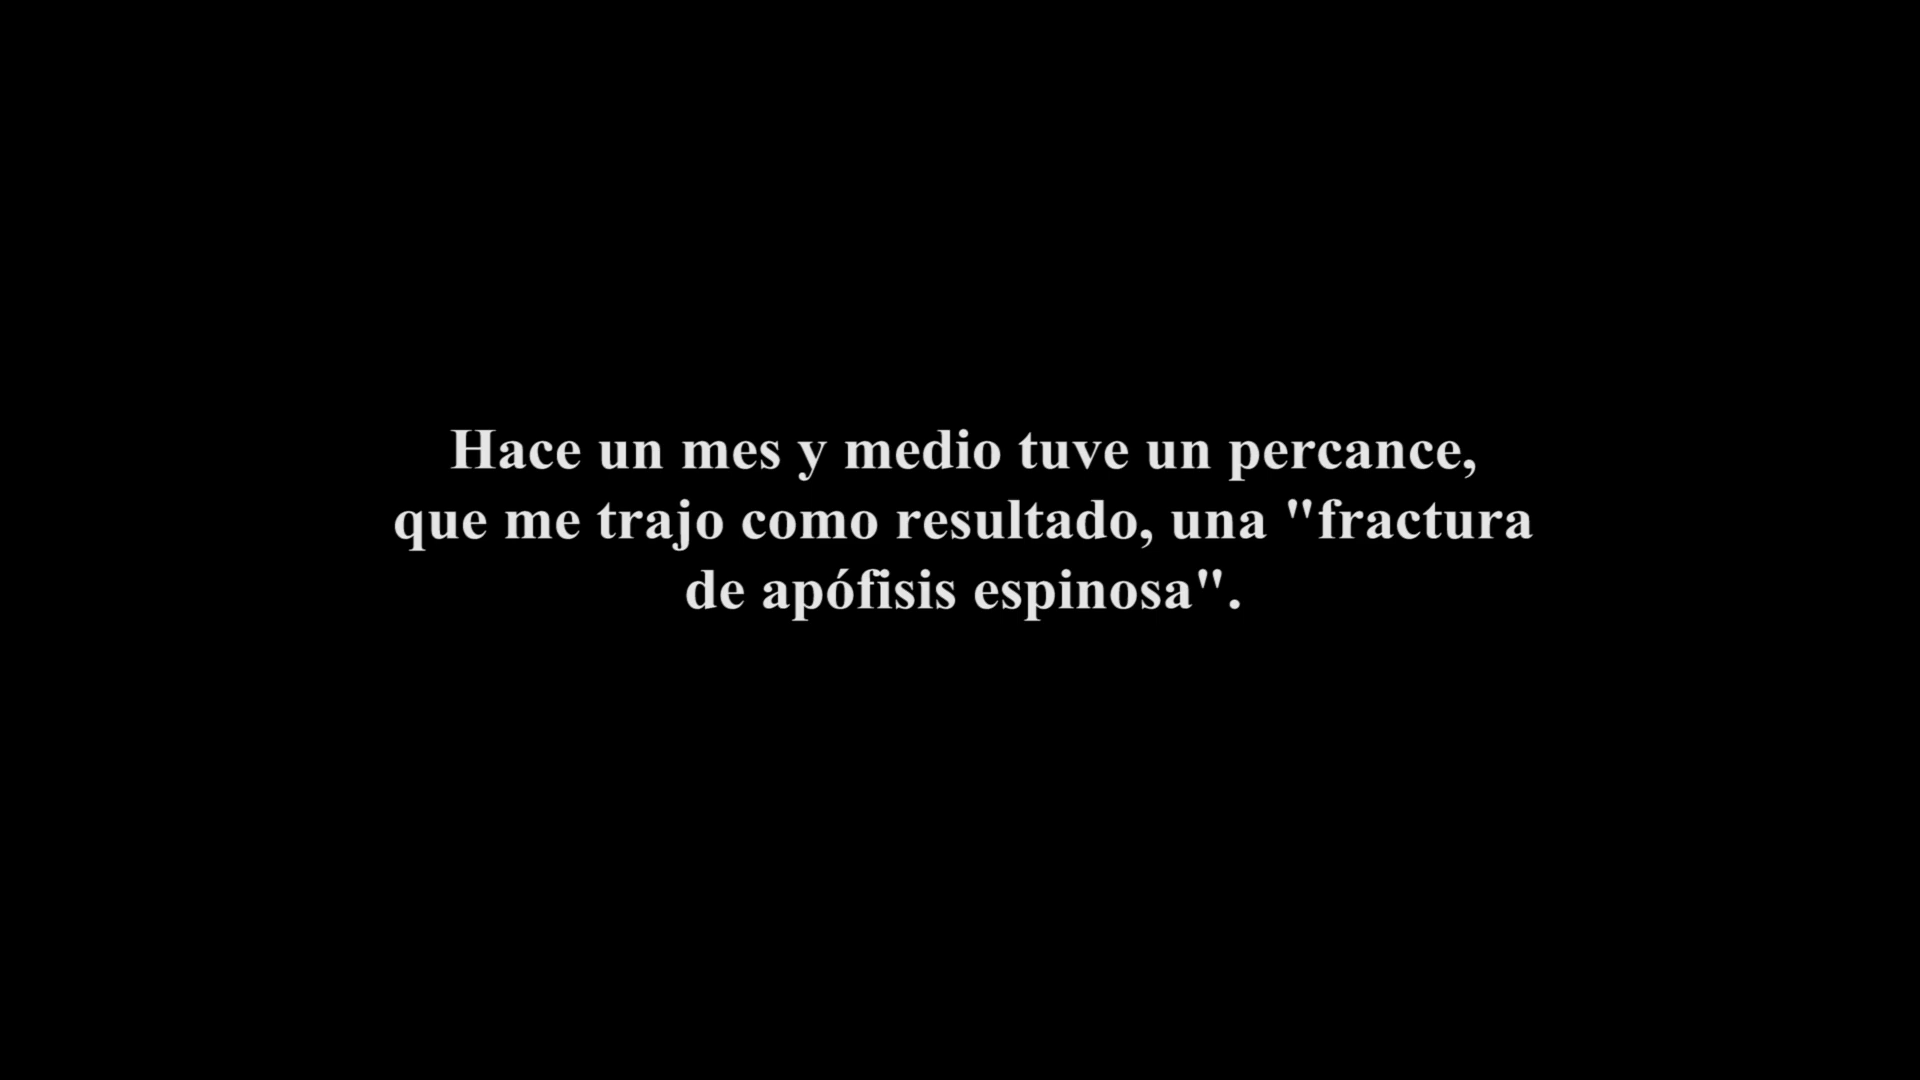 Hace un mes y medio tuve un percance,
que me trajo como resultado, una "fractura
de apófisis espinosa".